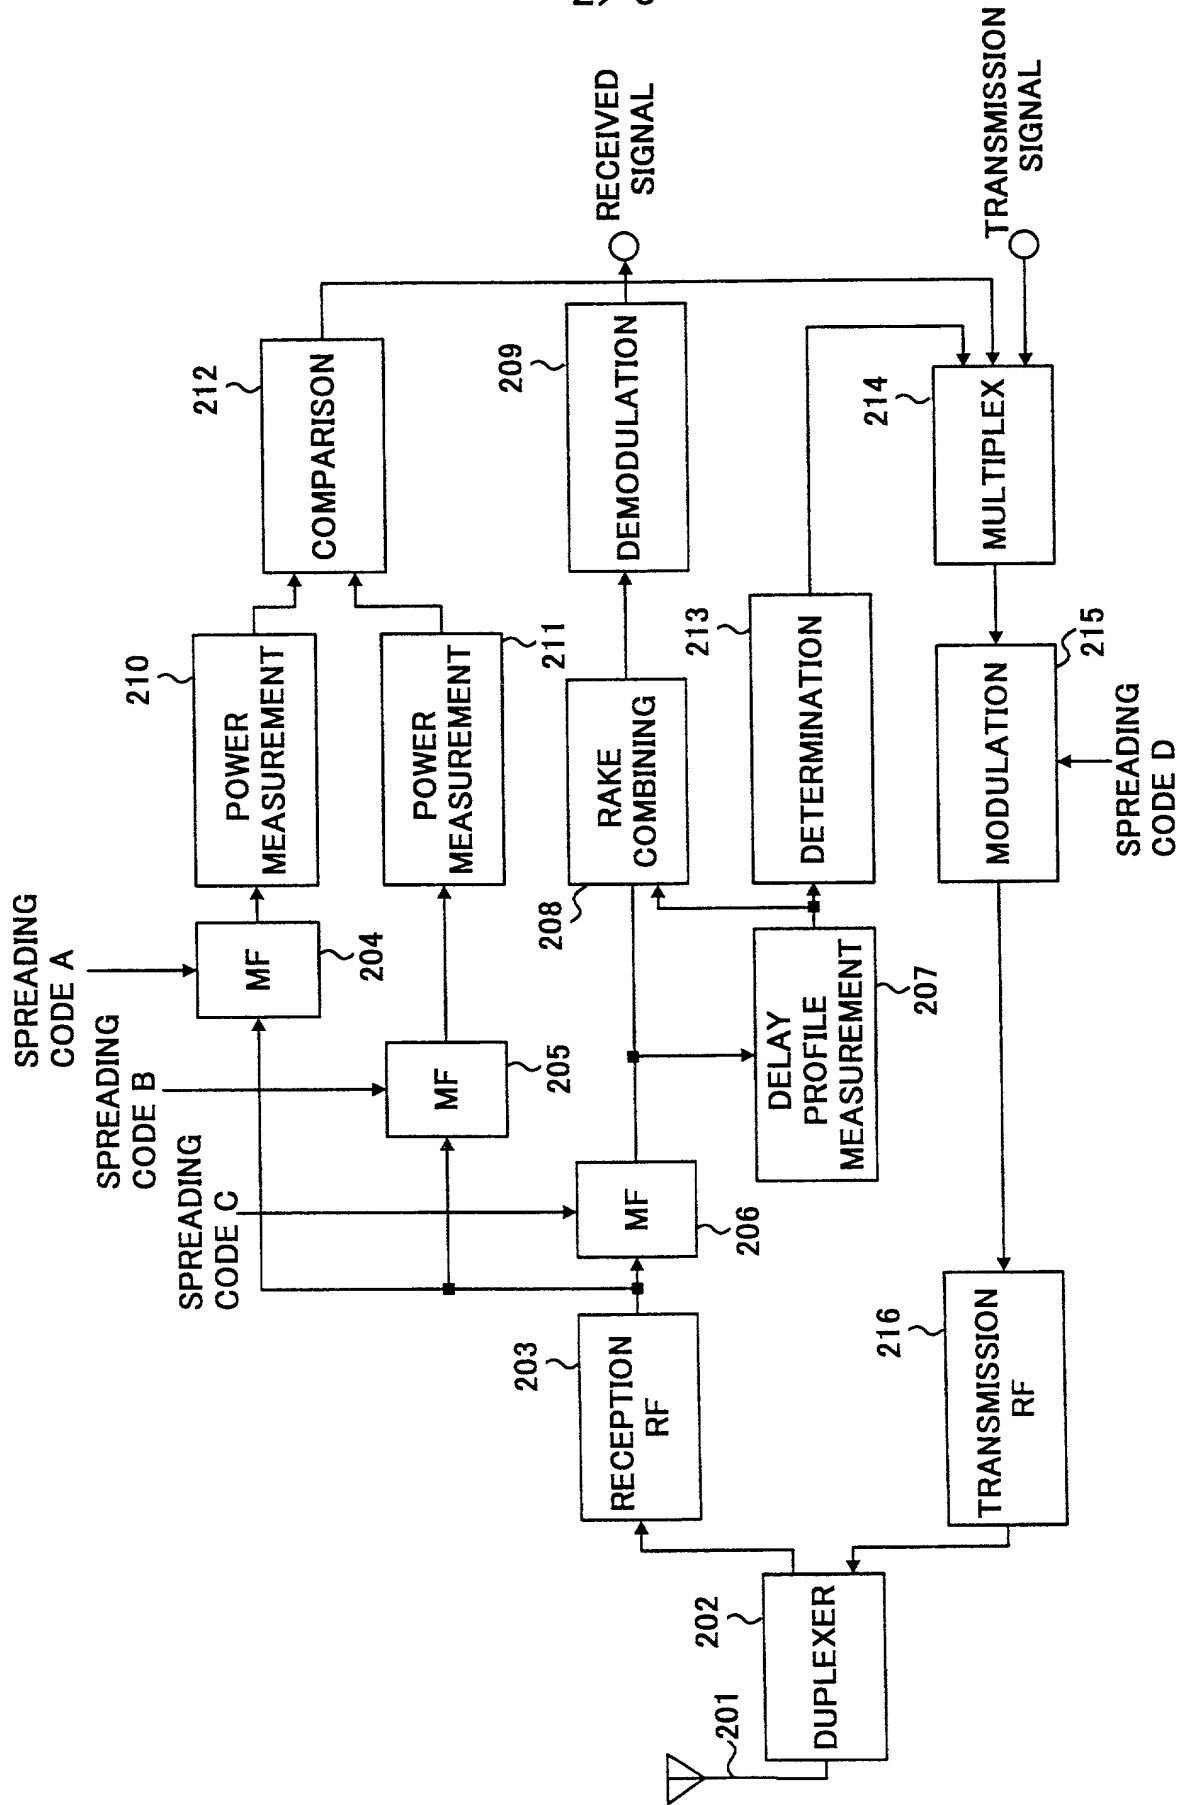 SPREADING
CODE A
SPREADING
CODE B
SPREADING
CODE C
MF
204
MF
205
MF
206
POWER
MEASUREMENT
210
POWER
MEASUREMENT
211
COMPARISON
212
RECEPTION
RF
203
RAKE
COMBINING
208
DEMODULATION
209
RECEIVED
SIGNAL
DELAY
PROFILE
MEASUREMENT
207
DETERMINATION
213
DUPLEXER
202
201
TRANSMISSION
RF
216
MODULATION
215
SPREADING
CODE D
MULTIPLEX
214
TRANSMISSION
SIGNAL